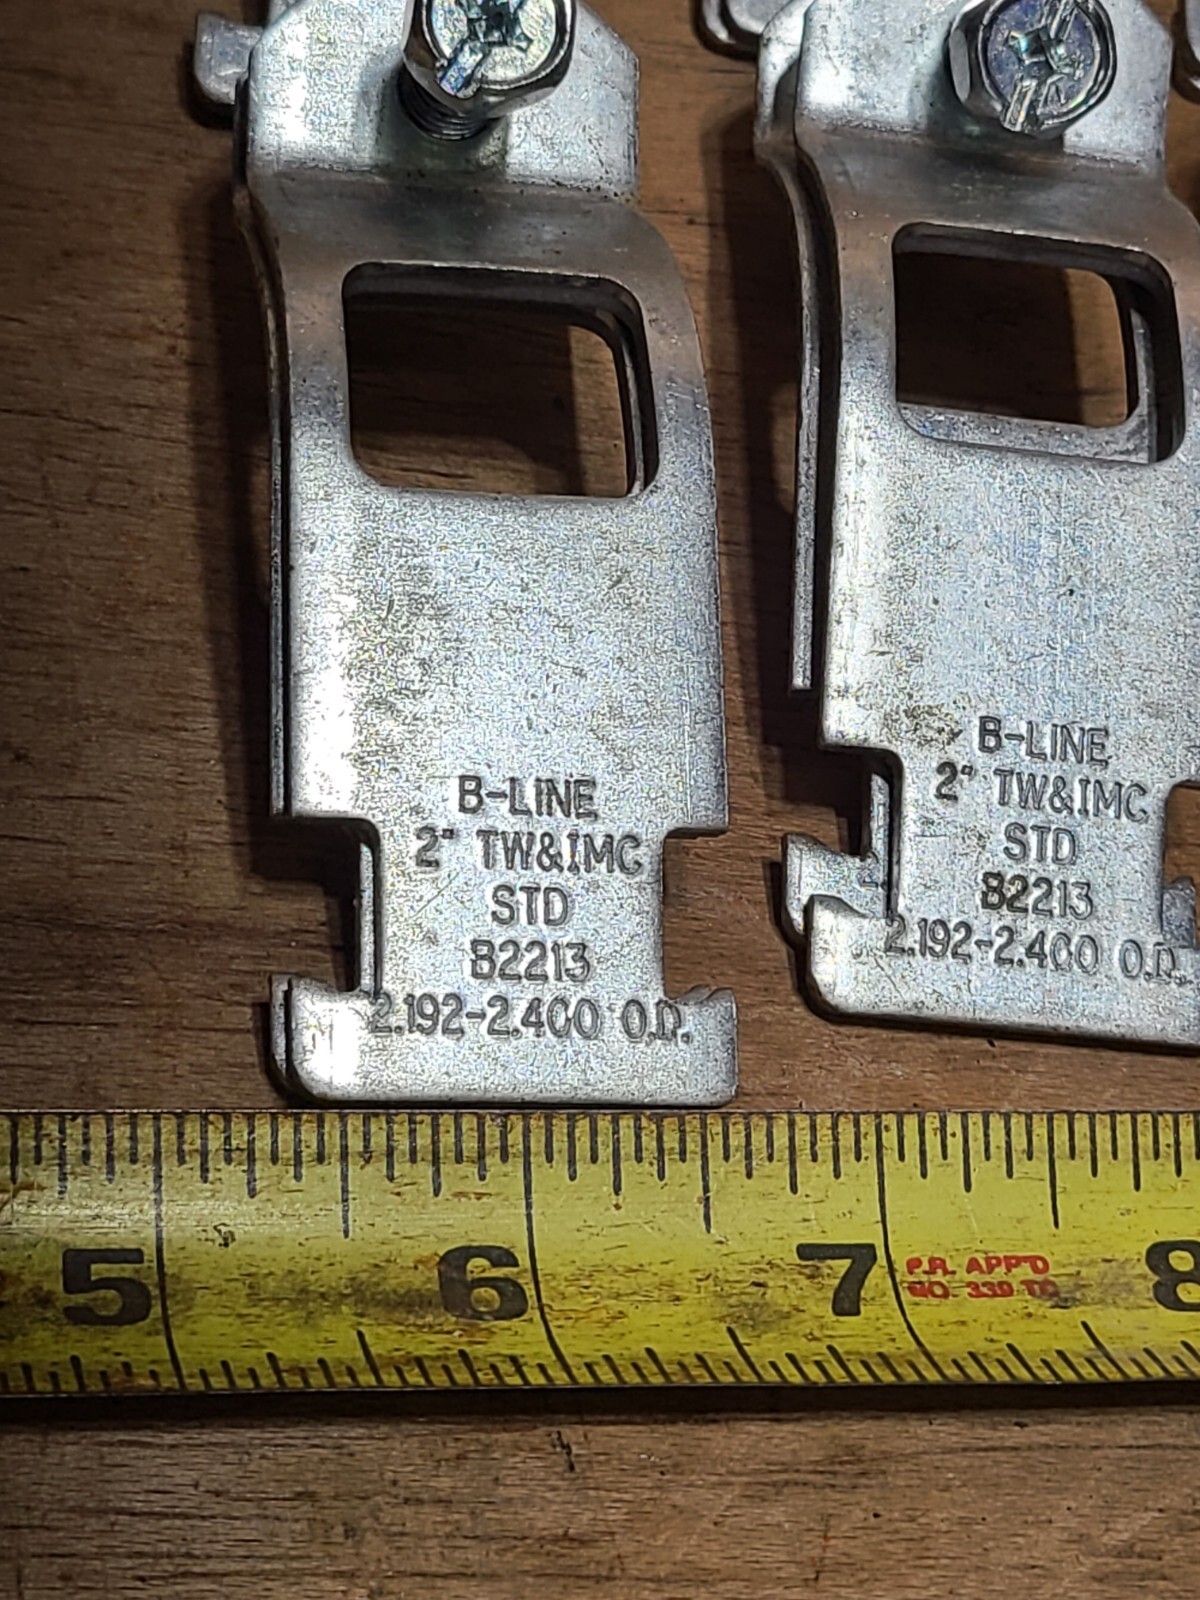 B-LINE
2" TW&IMC
STD
B2213
2.192-2.400 O.D.
B-LINE
2" TW&IMC
STD
B2213
2.192-2.400 O.D.
5 6 7 8
P.R. APP'D
NO. 339 TC